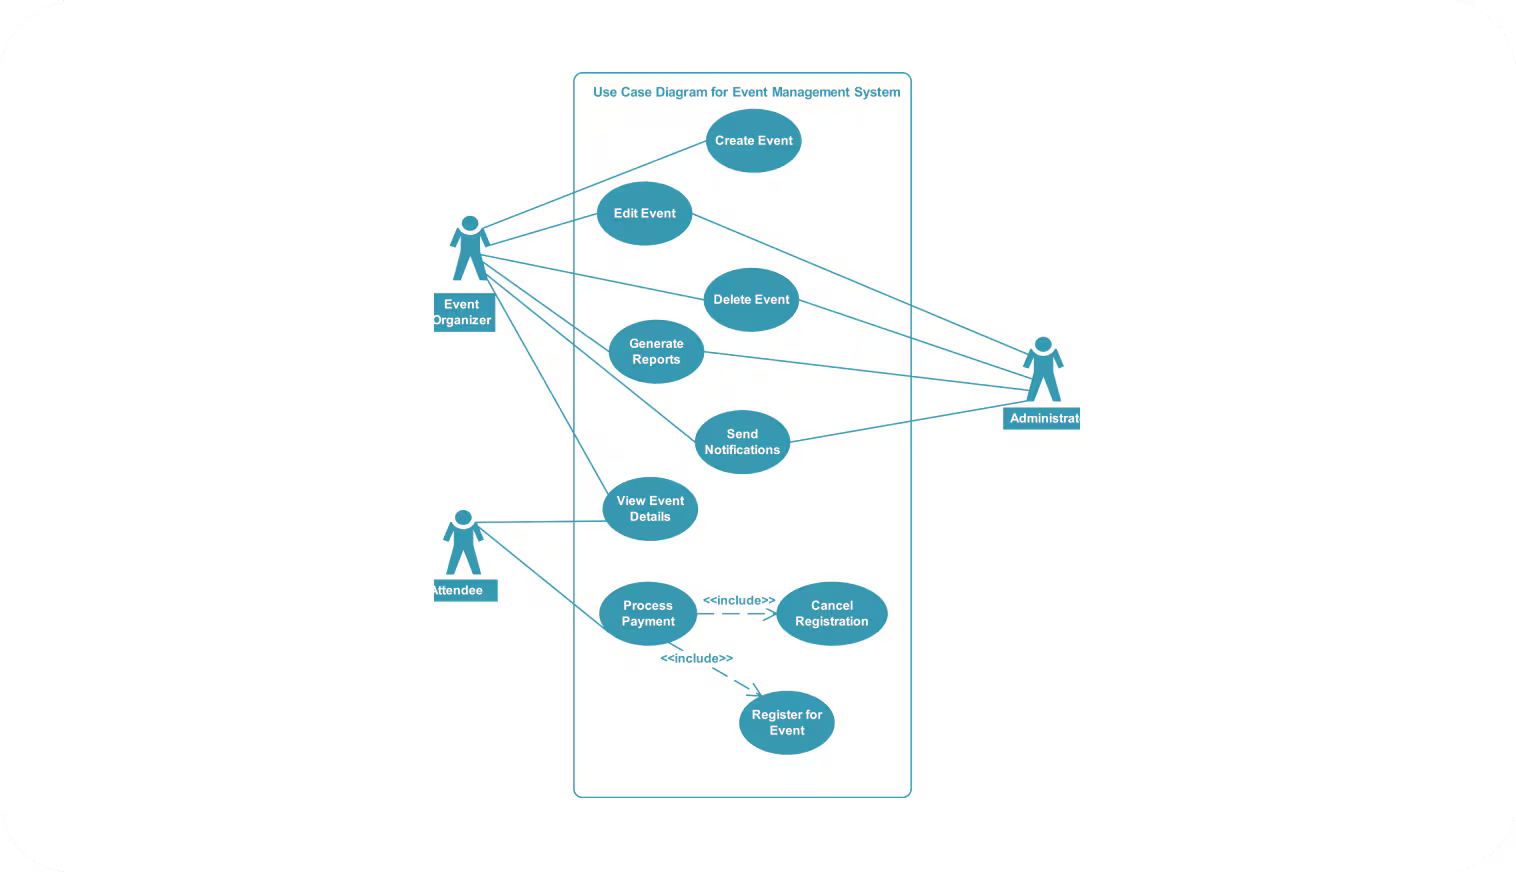 Use Case Diagram for Event Management System
Create Event
Edit Event
Event
Organizer
Delete Event
Generate
Reports
Administrat
Send
Notifications
View Event
Details
Attendee
Process
Payment
<<include>>
Cancel
Registration
<<include>>
Register for
Event